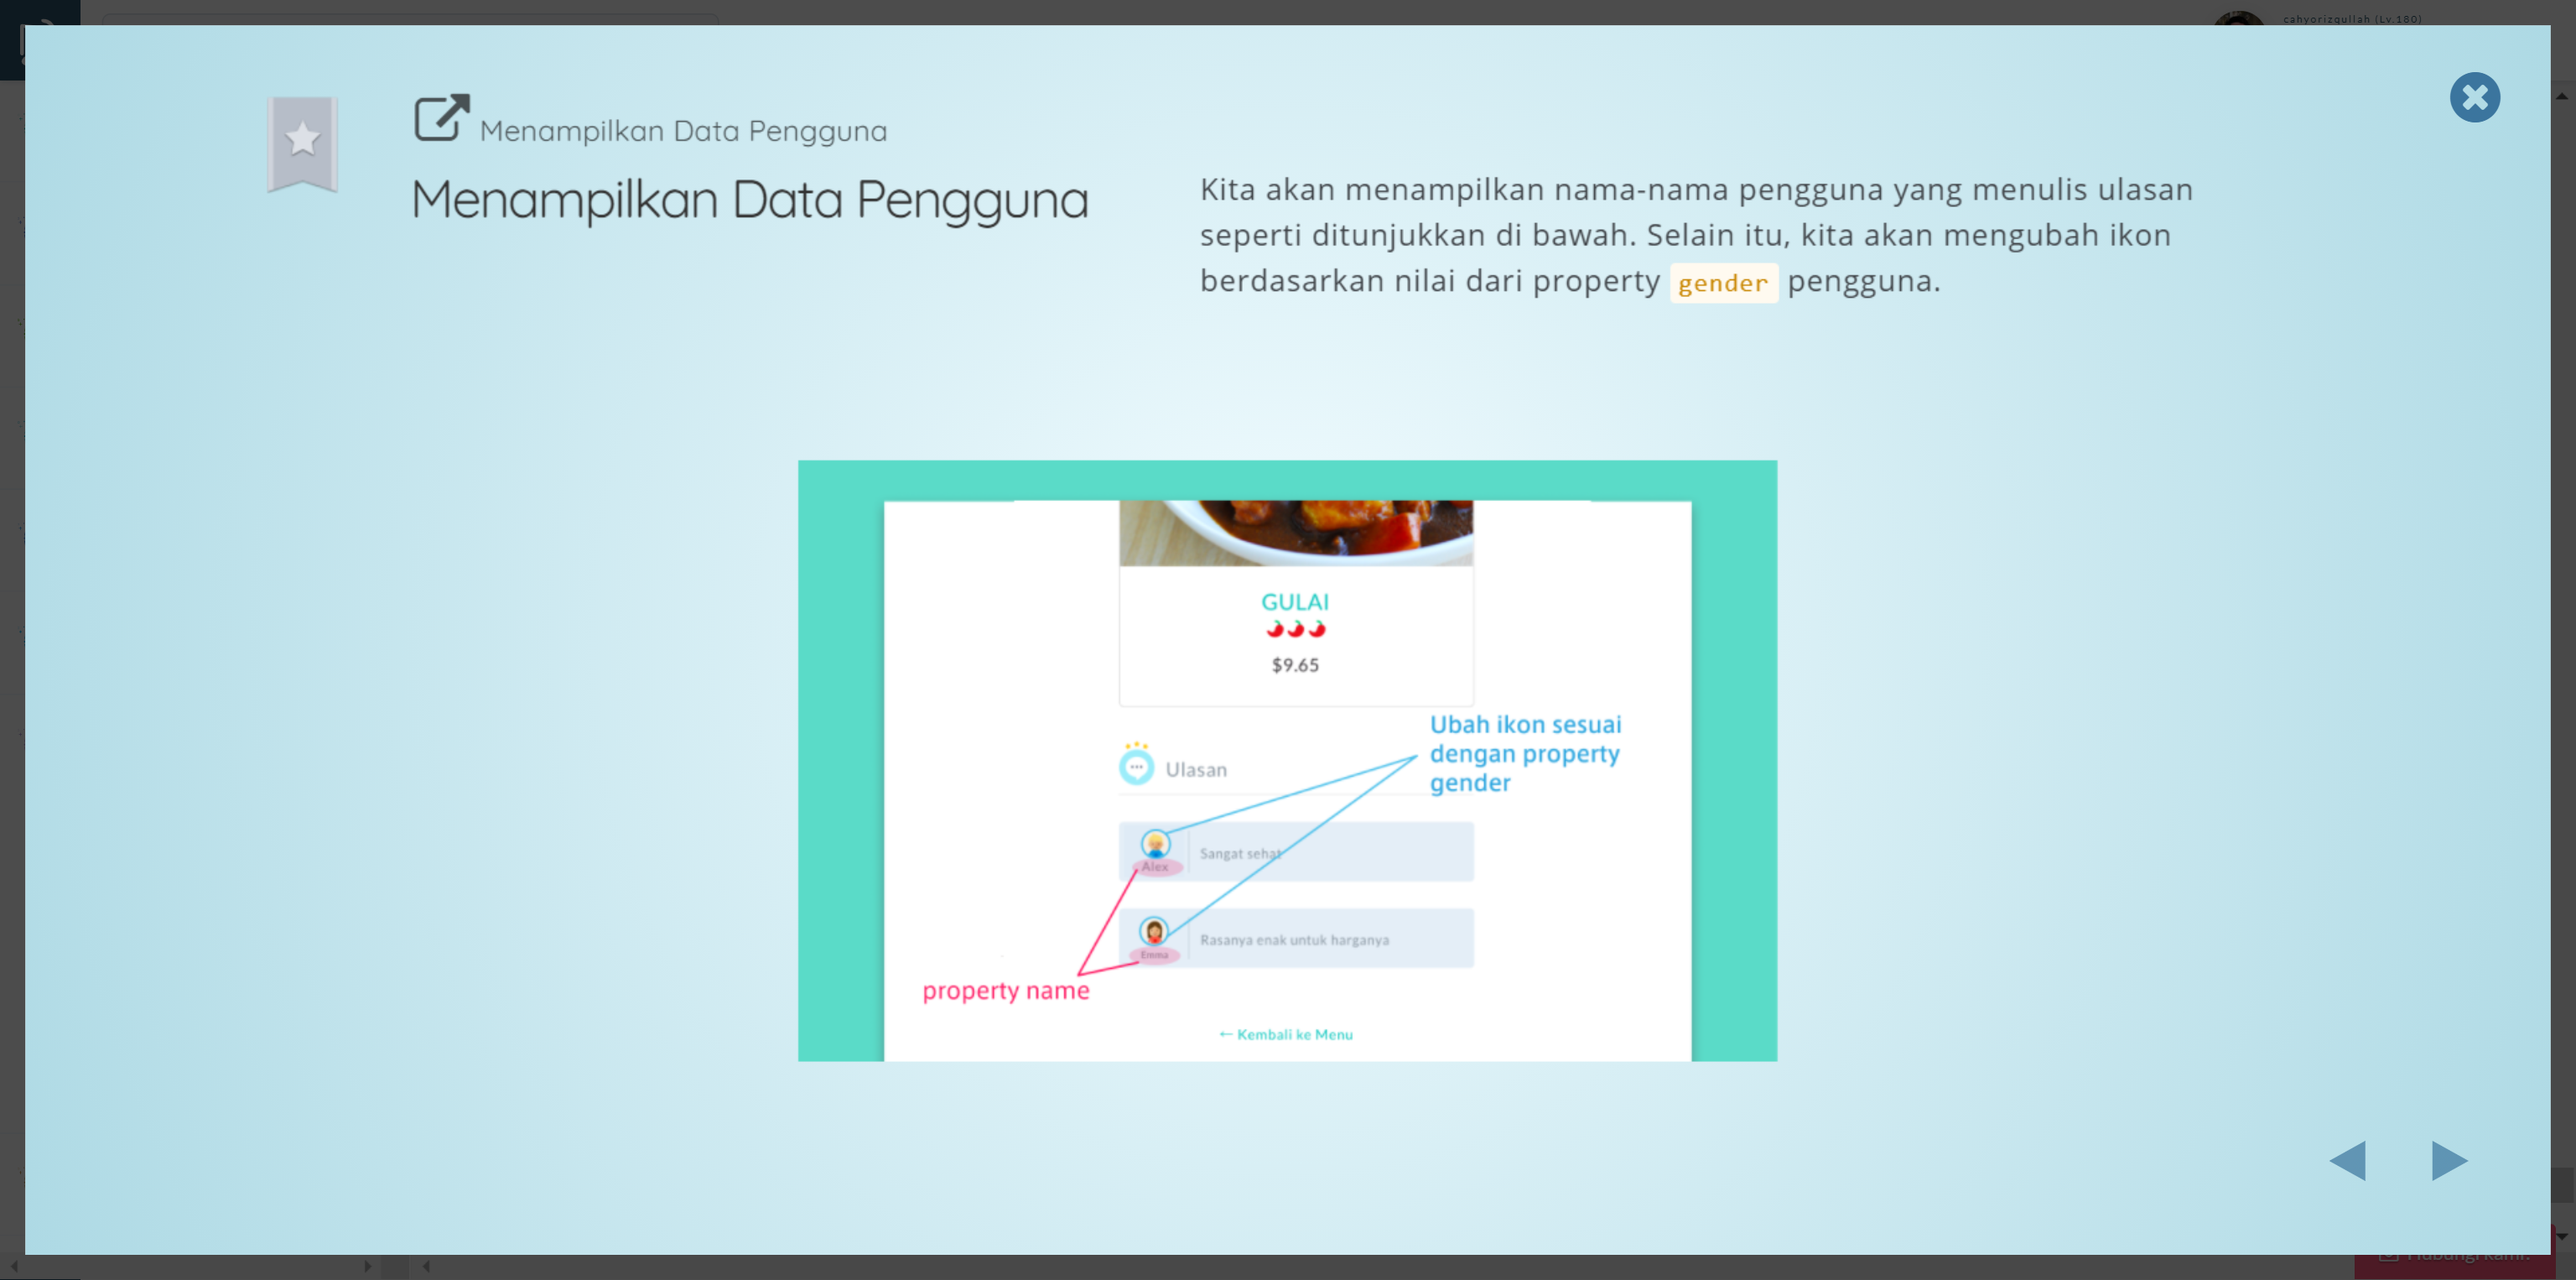 cahyorizqullah (Lv.180)
Menampilkan Data Pengguna
Menampilkan Data Pengguna
Kita akan menampilkan nama-nama pengguna yang menulis ulasan
seperti ditunjukkan di bawah. Selain itu, kita akan mengubah ikon
berdasarkan nilai dari property gender pengguna.
GULAI
$9.65
Ubah ikon sesuai
dengan property
gender
Ulasan
Sangat sehat
Alex
Rasanya enak untuk harganya
Emma
property name
← Kembali ke Menu
Hubungi kami!